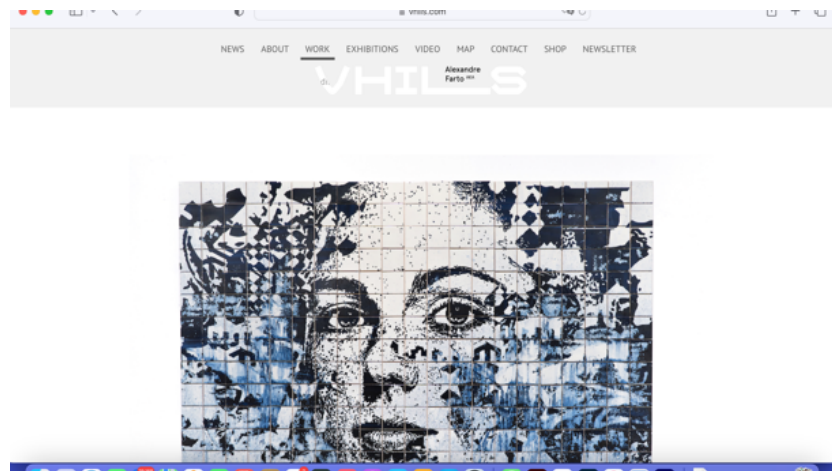 vhils.com
NEWS ABOUT WORK EXHIBITIONS VIDEO MAP CONTACT SHOP NEWSLETTER
VHILS
Alexandre
Farto